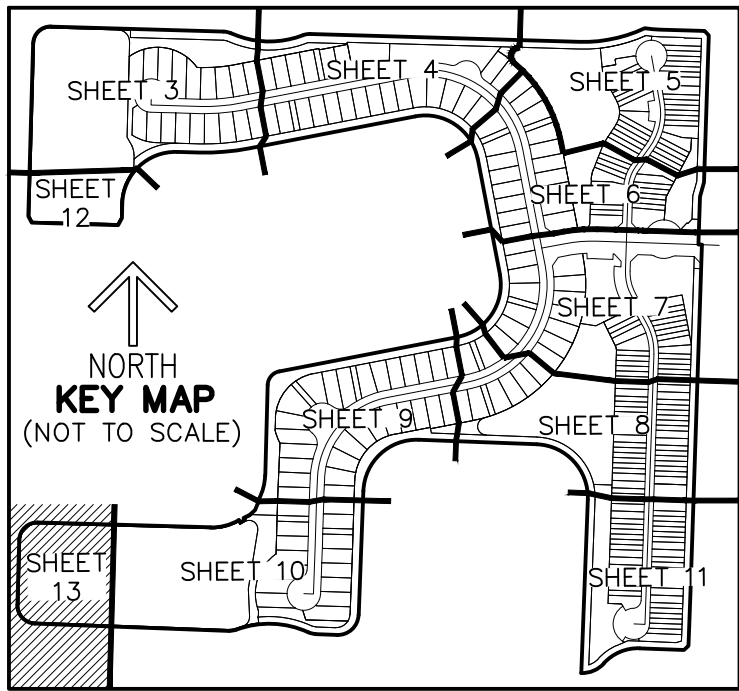 SHEET 3
SHEET 4
SHEET 5
SHEET
12
SHEET 6
NORTH
KEY MAP
(NOT TO SCALE)
SHEET 7
SHEET 9
SHEET 8
SHEET
13
SHEET 10
SHEET 11